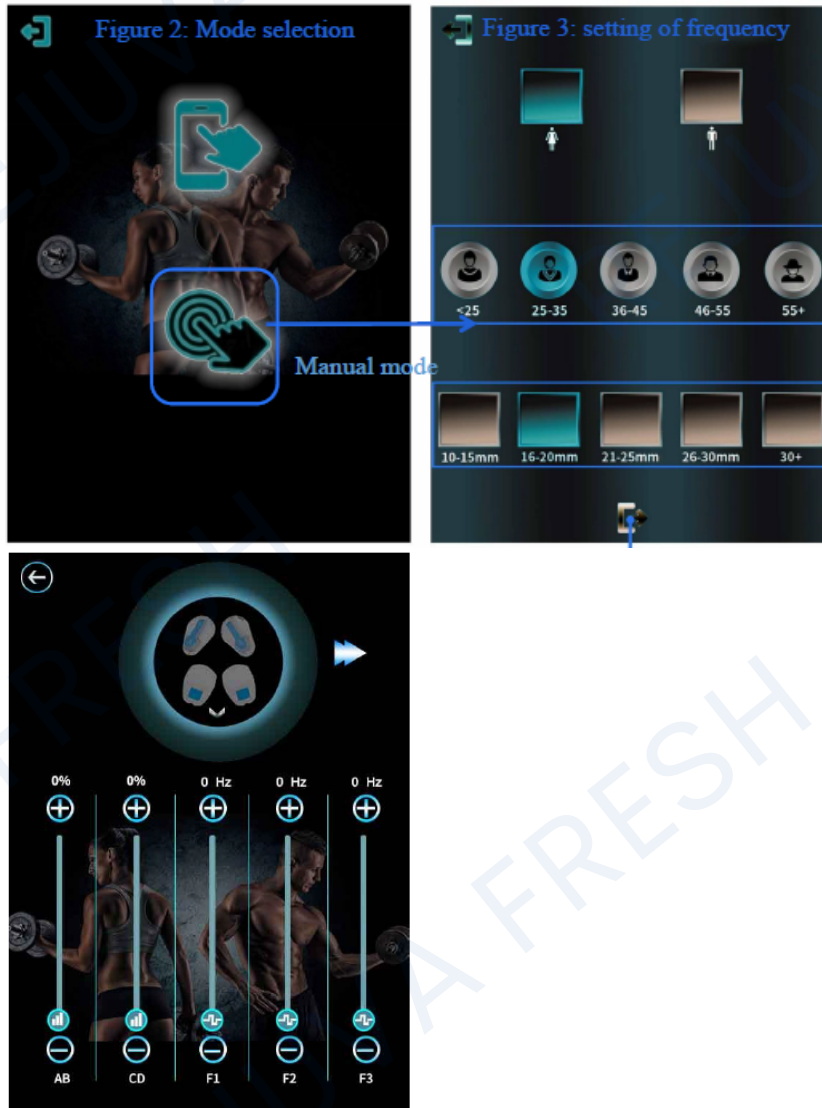 Figure 2: Mode selection
Manual mode
Figure 3: setting of frequency
<25 25-35 36-45 46-55 55+
10-15mm 16-20mm 21-25mm 26-30mm 30+
0% 0% 0 Hz 0 Hz 0 Hz
AB CD F1 F2 F3
FRESH